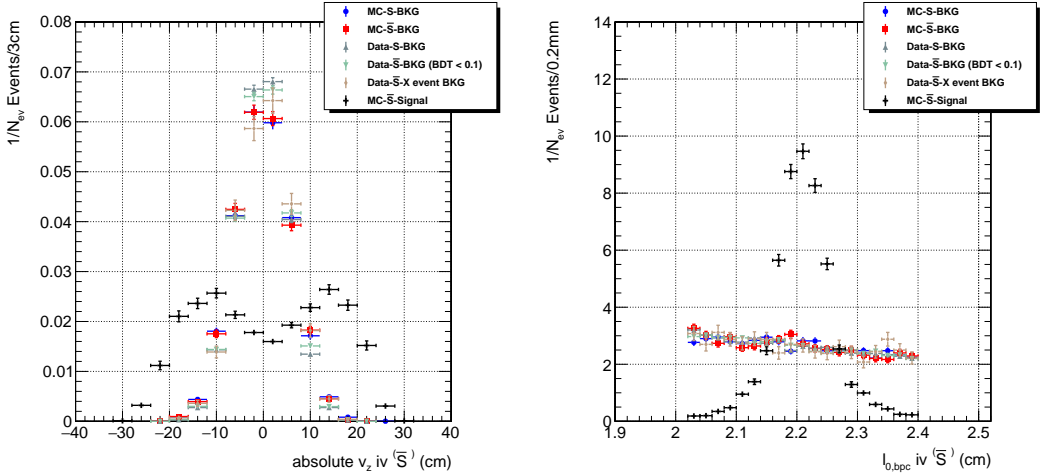 1/N_ev Events/3cm
0.08
0.07
0.06
0.05
0.04
0.03
0.02
0.01
0
−40 −30 −20 −10 0 10 20 30 40
absolute v_z iv (S̅) (cm)
MC-S-BKG
MC-S̅-BKG
Data-S-BKG
Data-S̅-BKG (BDT < 0.1)
Data-S̅-X event BKG
MC-S̅-Signal
1/N_ev Events/0.2mm
14
12
10
8
6
4
2
0
1.9 2 2.1 2.2 2.3 2.4 2.5
l_0,bpc iv (S̅) (cm)
MC-S-BKG
MC-S̅-BKG
Data-S-BKG
Data-S̅-BKG (BDT < 0.1)
Data-S̅-X event BKG
MC-S̅-Signal